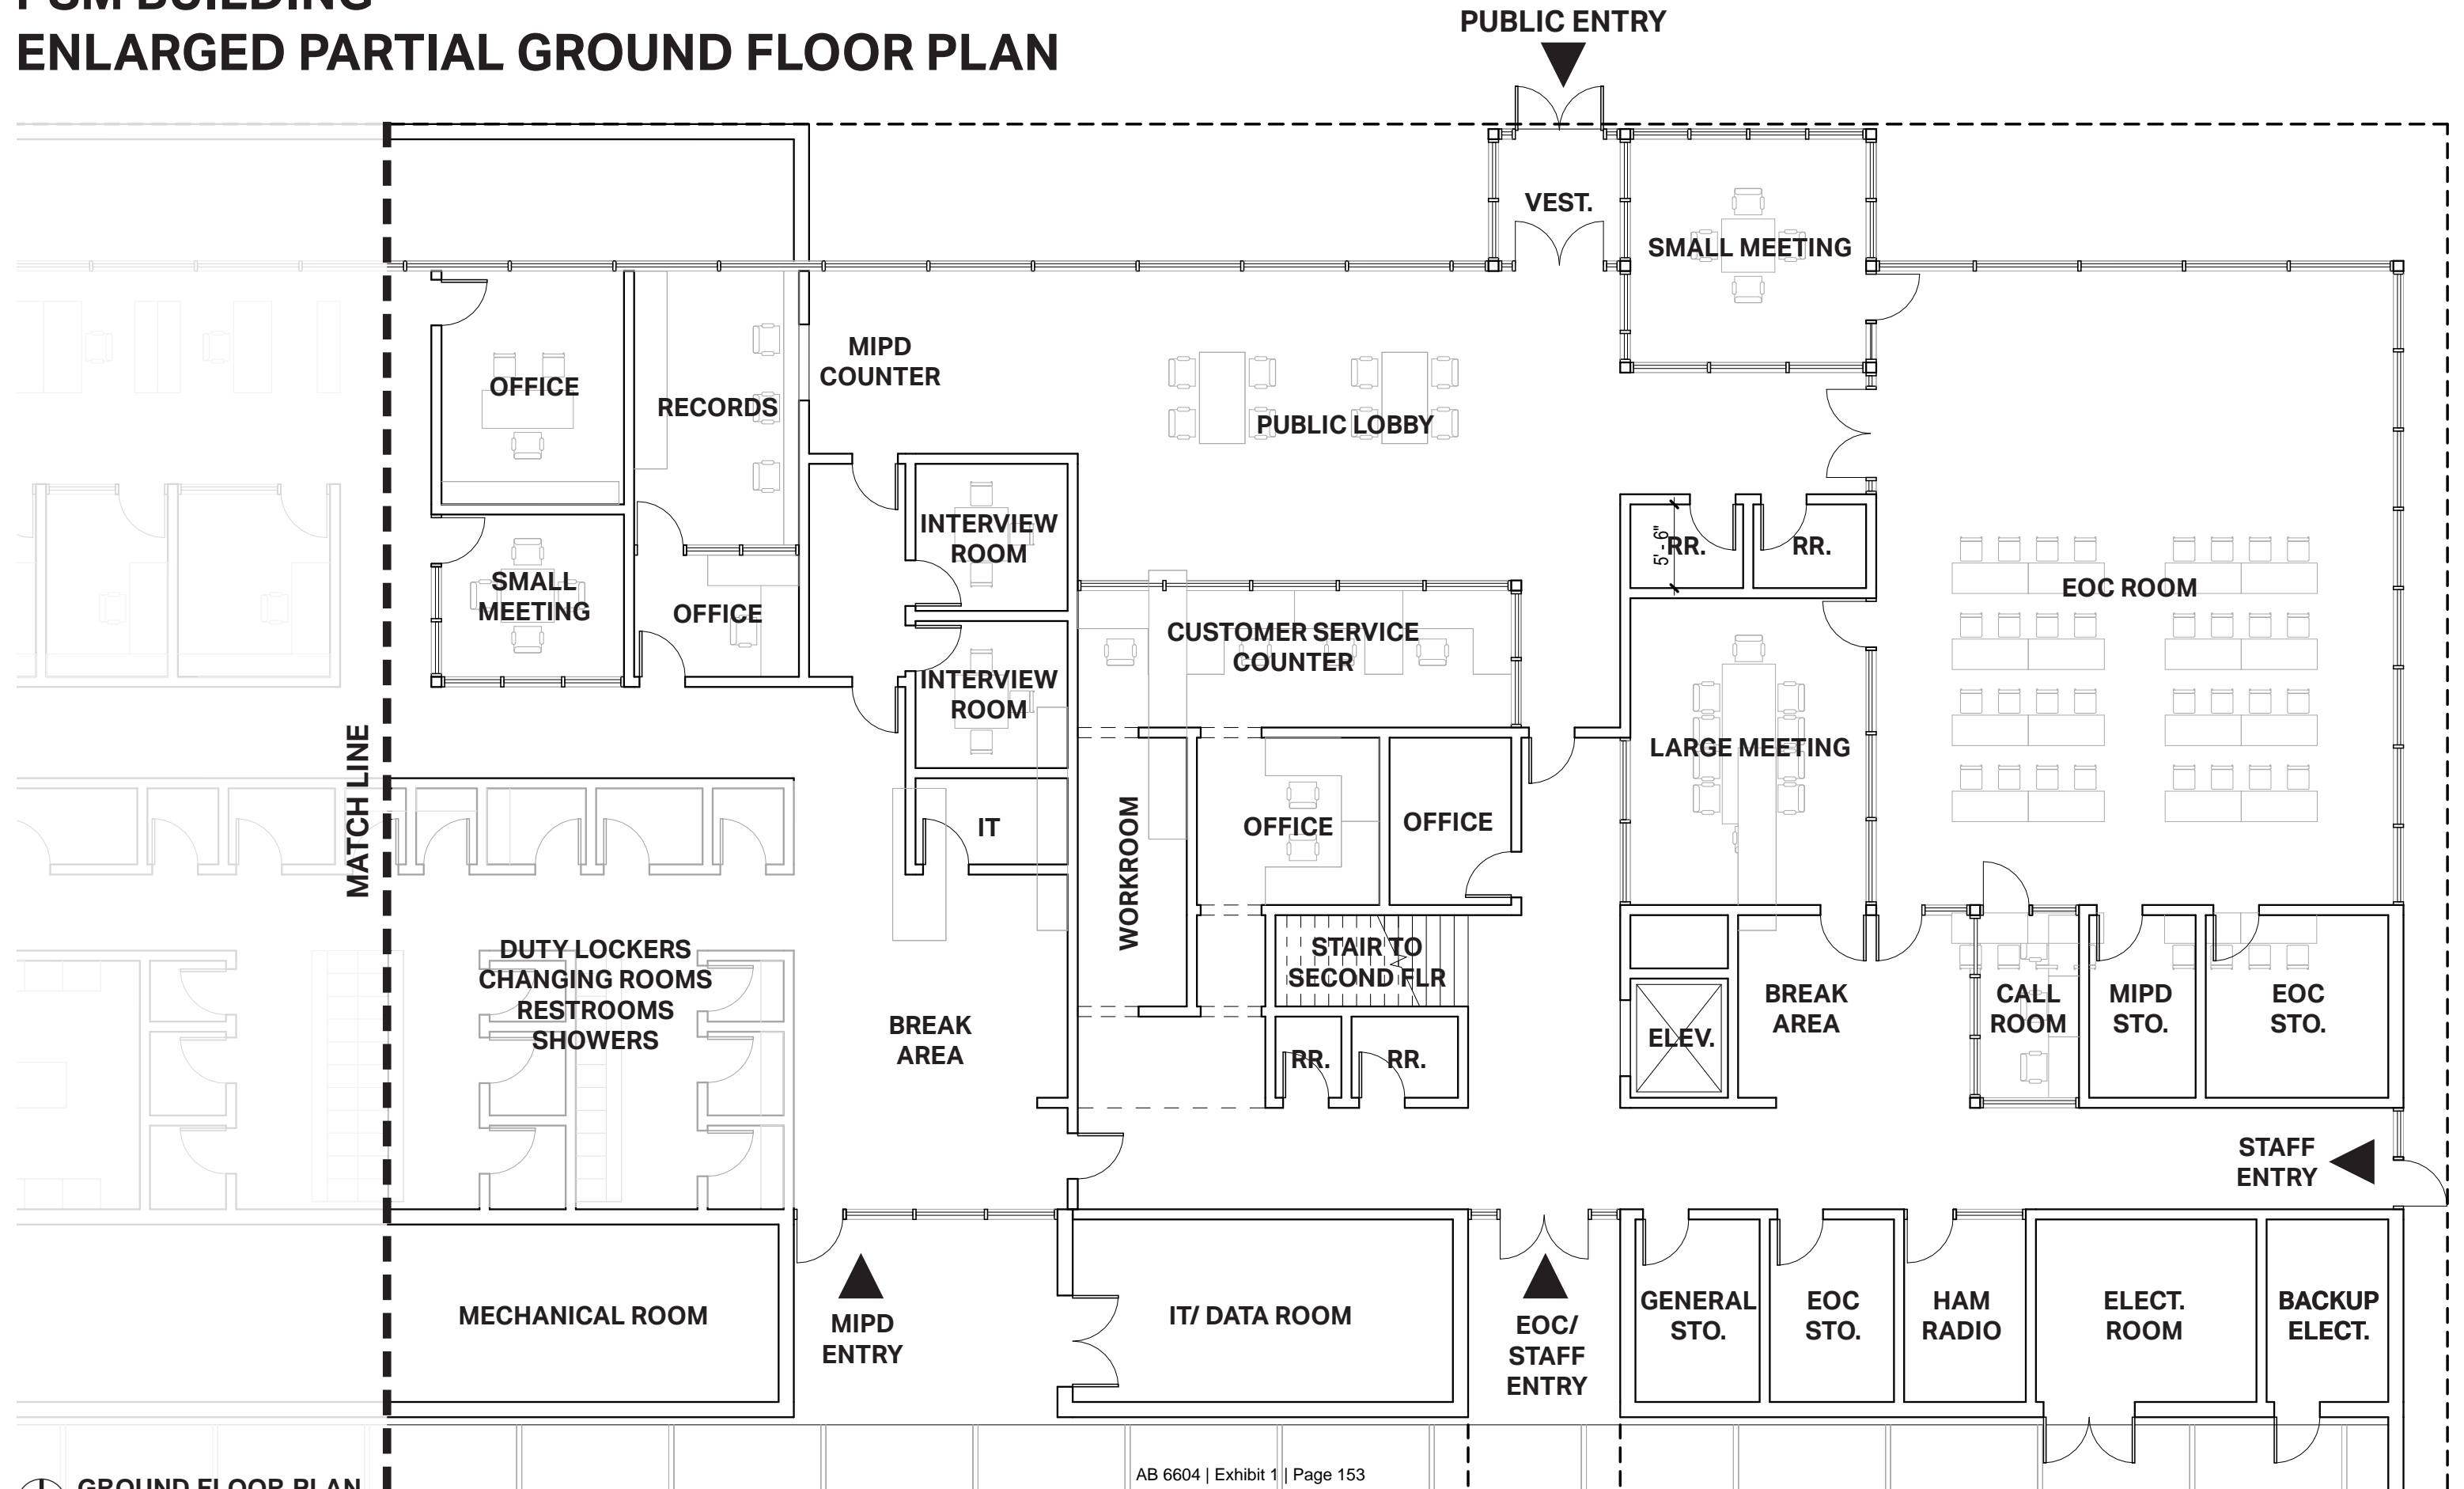 PSM BUILDING
ENLARGED PARTIAL GROUND FLOOR PLAN
PUBLIC ENTRY
VEST.
SMALL MEETING
MIPD
COUNTER
OFFICE
RECORDS
PUBLIC LOBBY
INTERVIEW
ROOM
5' - 6"
RR.
RR.
SMALL
MEETING
OFFICE
EOC ROOM
CUSTOMER SERVICE
COUNTER
INTERVIEW
ROOM
LARGE MEETING
MATCH LINE
IT
WORKROOM
OFFICE
OFFICE
DUTY LOCKERS
CHANGING ROOMS
RESTROOMS
SHOWERS
STAIR TO
SECOND FLR
BREAK
AREA
RR.
RR.
ELEV.
BREAK
AREA
CALL
ROOM
MIPD
STO.
EOC
STO.
STAFF
ENTRY
MECHANICAL ROOM
MIPD
ENTRY
IT/ DATA ROOM
EOC/
STAFF
ENTRY
GENERAL
STO.
EOC
STO.
HAM
RADIO
ELECT.
ROOM
BACKUP
ELECT.
AB 6604 | Exhibit 1 | Page 153
GROUND FLOOR PLAN